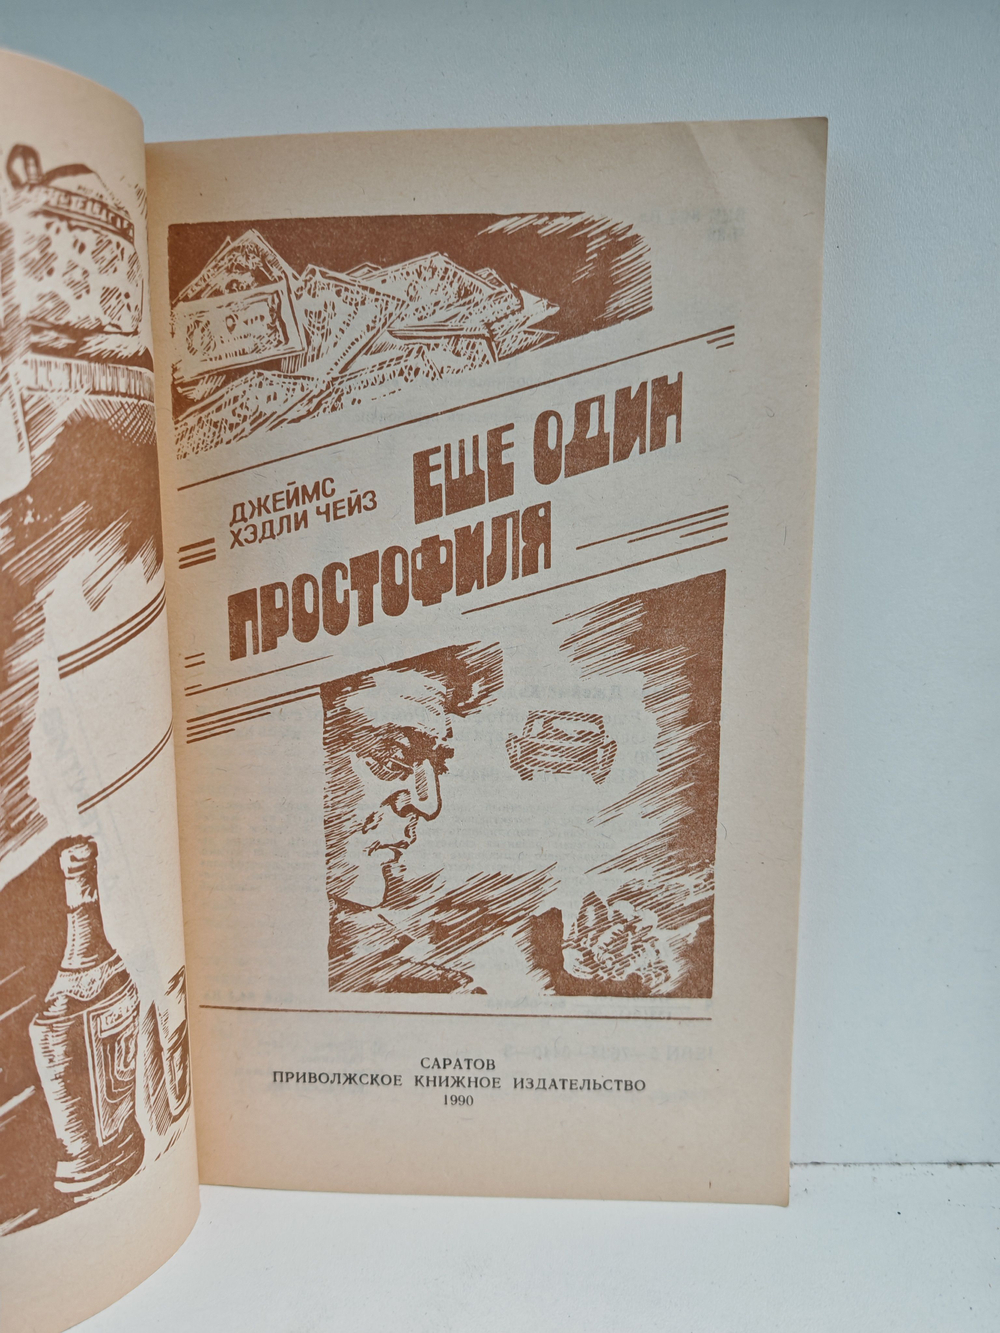 ДЖЕЙМС
ХЭДЛИ ЧЕЙЗ
ЕЩЕ ОДИН
ПРОСТОФИЛЯ
САРАТОВ
ПРИВОЛЖСКОЕ КНИЖНОЕ ИЗДАТЕЛЬСТВО
1990